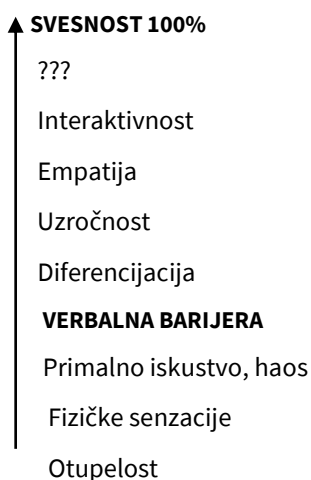 SVESNOST 100%
???
Interaktivnost
Empatija
Uzročnost
Diferencijacija
VERBALNA BARIJERA
Primalno iskustvo, haos
Fizičke senzacije
Otupelost